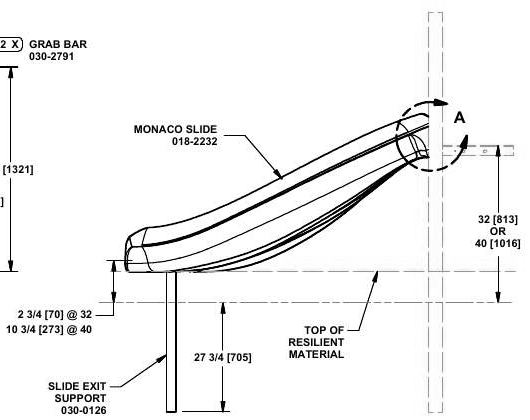 2 X GRAB BAR
030-2791
A
MONACO SLIDE
018-2232
[1321]
]
32 [813]
OR
40 [1016]
2 3/4 [70] @ 32
10 3/4 [273] @ 40
TOP OF
RESILIENT
MATERIAL
27 3/4 [705]
SLIDE EXIT
SUPPORT
030-0126